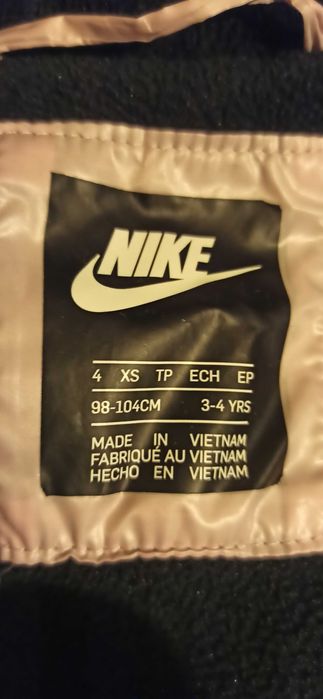 NIKE
4 XS TP ECH EP
98-104CM 3-4 YRS
MADE IN VIETNAM
FABRIQUÉ AU VIETNAM
HECHO EN VIETNAM